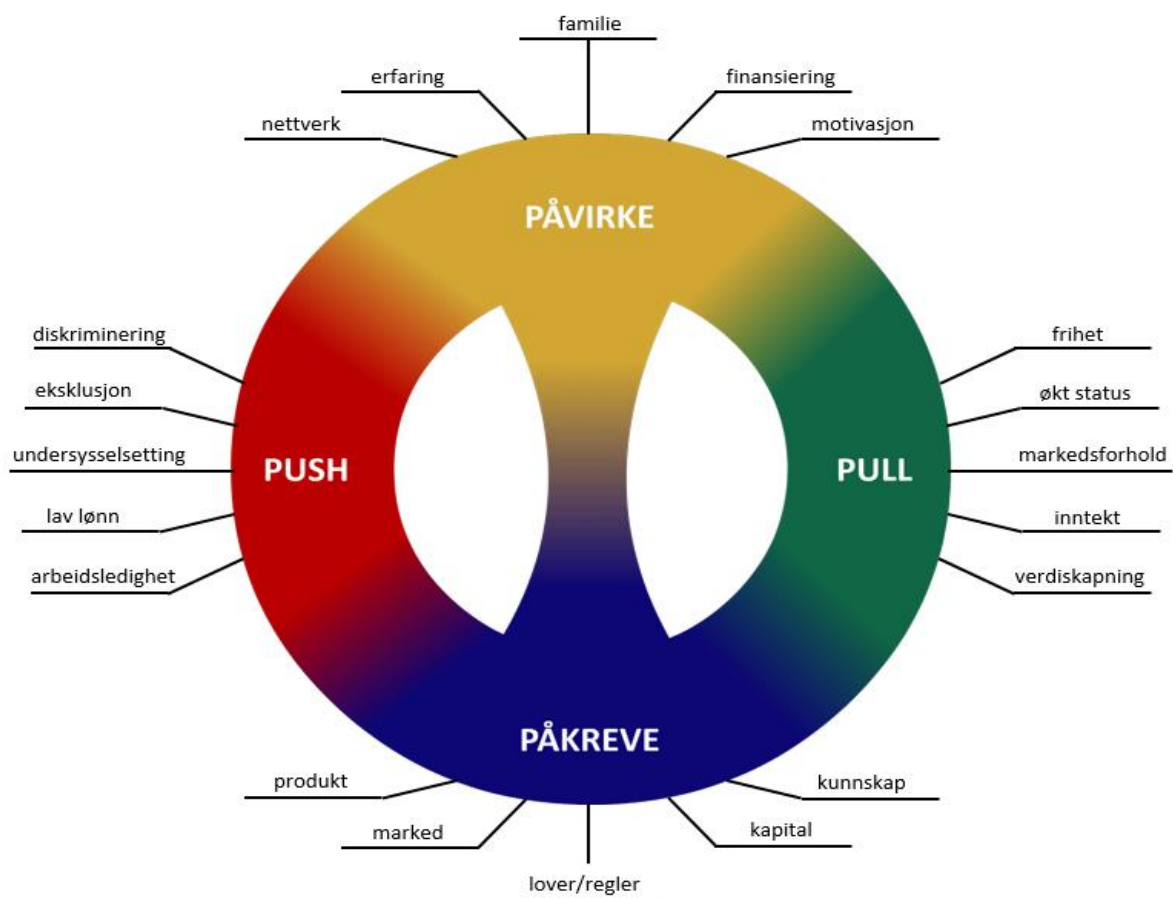 familie
erfaring
finansiering
nettverk
motivasjon
PÅVIRKE
diskriminering
eksklusjon
undersysselsetting
lav lønn
arbeidsledighet
PUSH
PULL
frihet
økt status
markedsforhold
inntekt
verdiskapning
PÅKREVE
produkt
marked
lover/regler
kapital
kunnskap